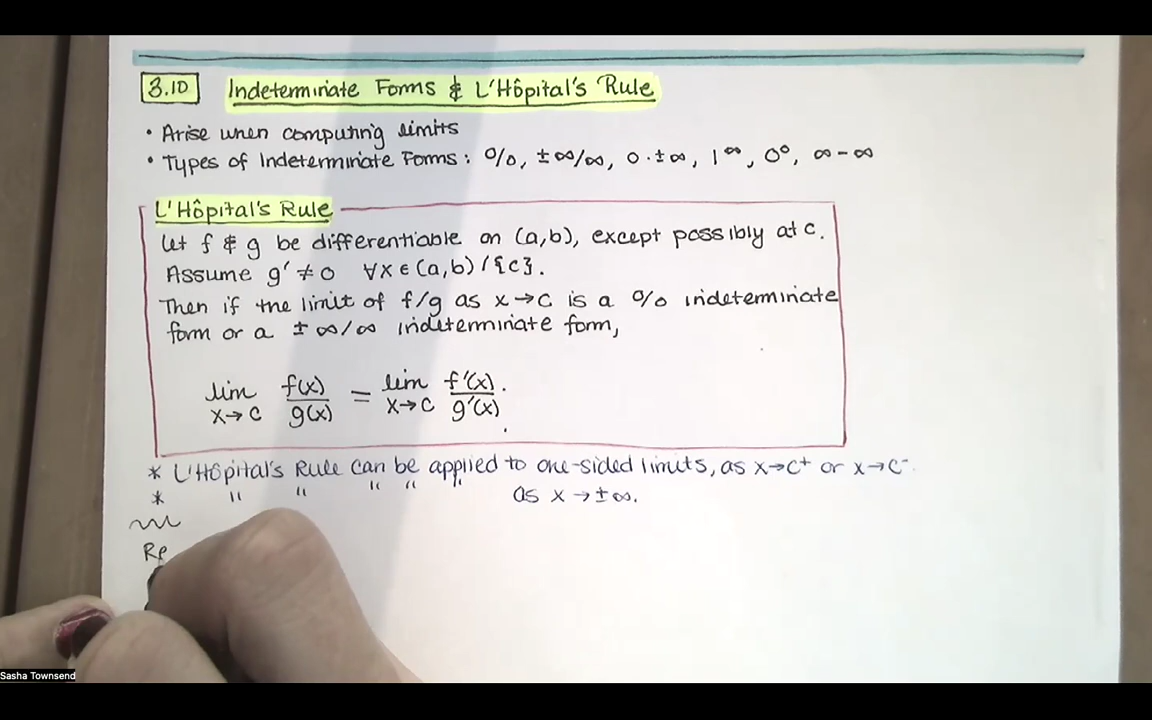 3.10 Indeterminate Forms & L'Hôpital's Rule
• Arise when computing limits
• Types of Indeterminate Forms: 0/0, ±∞/∞, 0·±∞, 1^∞, 0⁰, ∞-∞
L'Hôpital's Rule
Let f & g be differentiable on (a,b), except possibly at c.
Assume g' ≠ 0 ∀x∈(a,b)/{c}.
Then if the limit of f/g as x→c is a 0/0 indeterminate
form or a ±∞/∞ indeterminate form,
lim x→c f(x)/g(x) = lim x→c f'(x)/g'(x).
* L'Hôpital's Rule can be applied to one-sided limits, as x→c⁺ or x→c⁻.
* " " " " " as x→±∞.
Re
Sasha Townsend